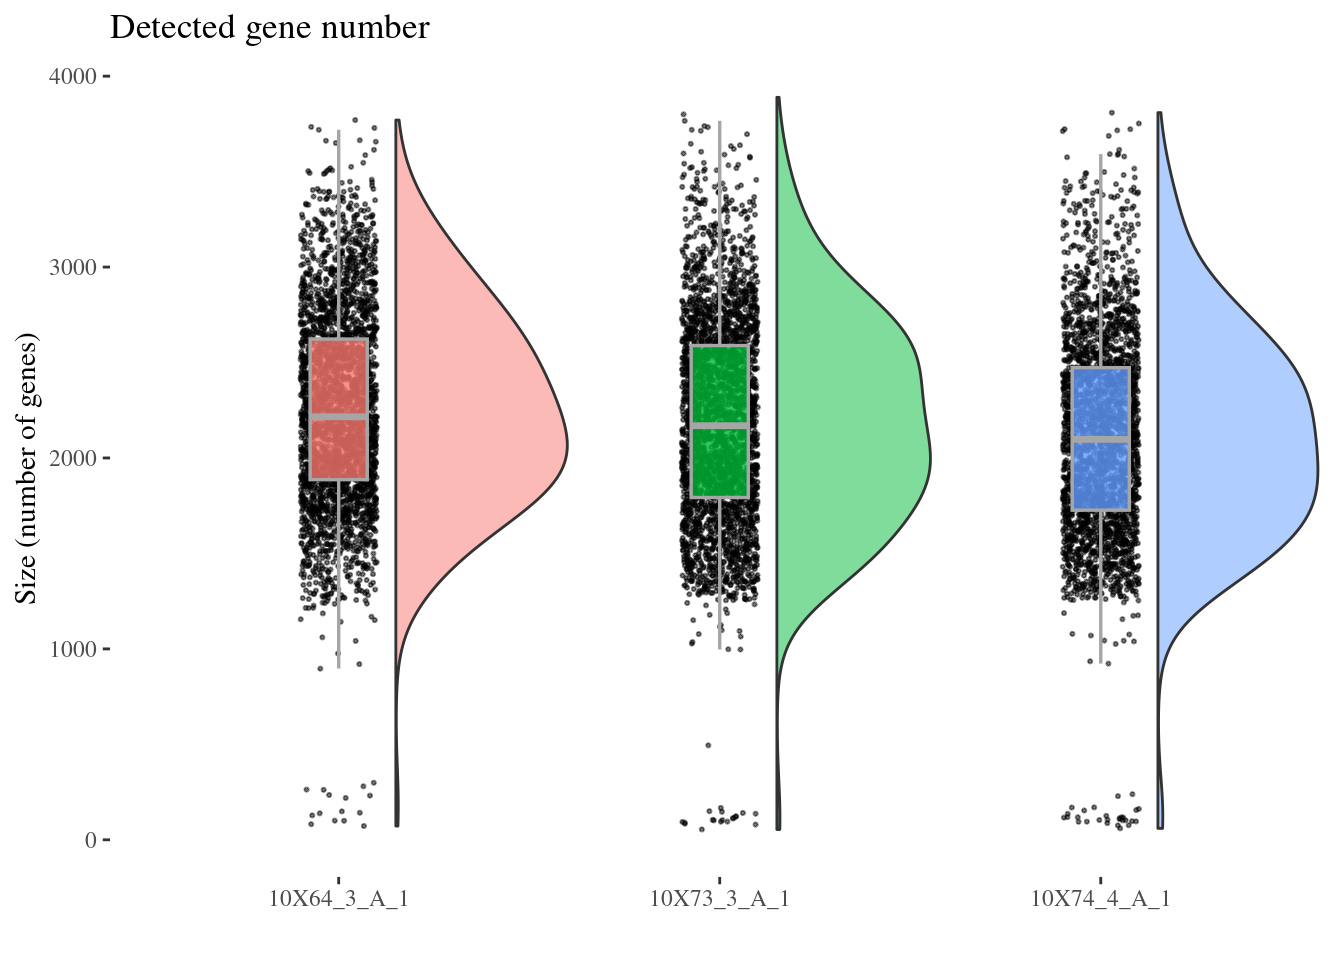 Detected gene number
4000
3000
2000
1000
0
Size (number of genes)
10X64_3_A_1
10X73_3_A_1
10X74_4_A_1